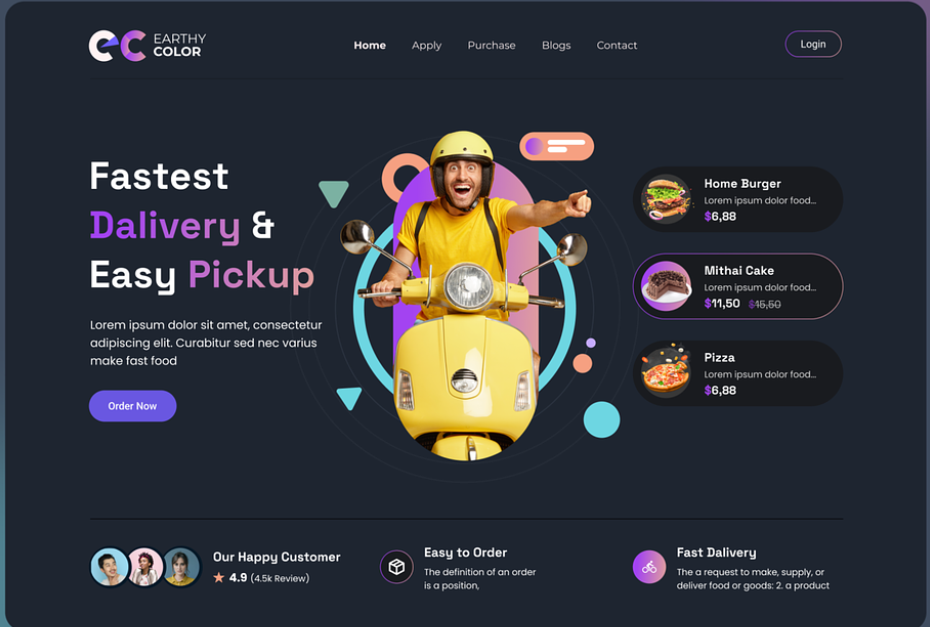 EARTHY
COLOR
Home Apply Purchase Blogs Contact
Login
Fastest
Dalivery &
Easy Pickup
Lorem ipsum dolor sit amet, consectetur
adipiscing elit. Curabitur sed nec varius
make fast food
Order Now
Home Burger
Lorem ipsum dolor food...
$6,88
Mithai Cake
Lorem ipsum dolor food...
$11,50 $15,50
Pizza
Lorem ipsum dolor food...
$6,88
Our Happy Customer
4.9 (4.5k Review)
Easy to Order
The definition of an order
is a position,
Fast Dalivery
The a request to make, supply, or
deliver food or goods: 2. a product